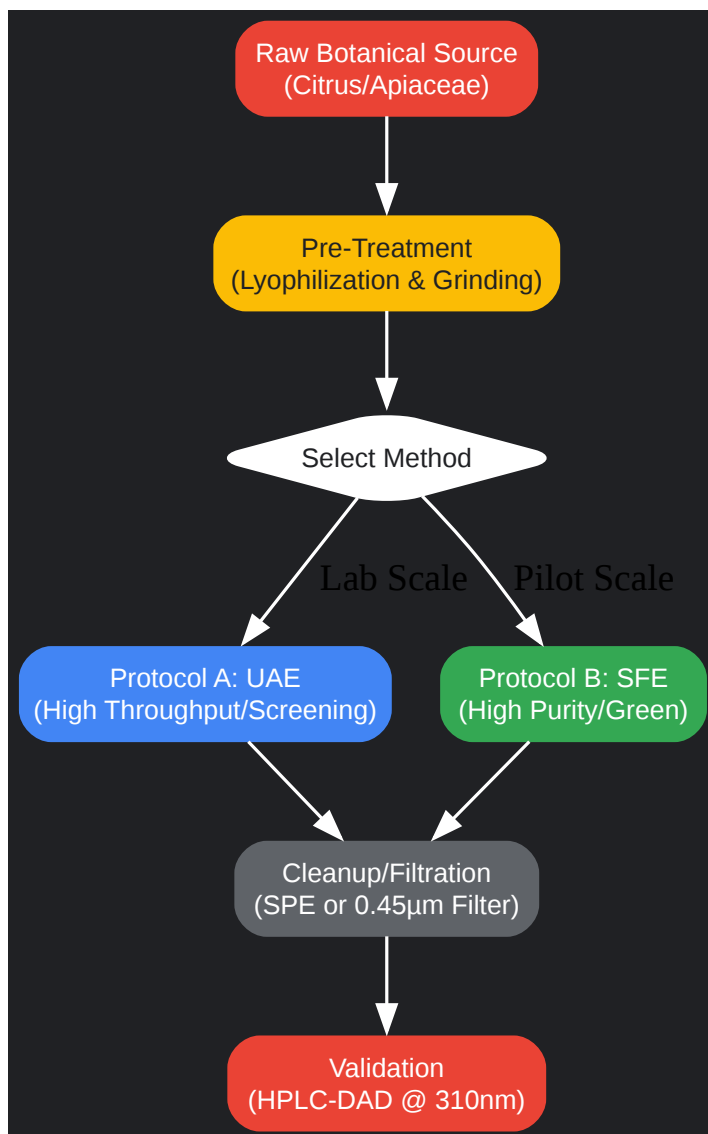 Raw Botanical Source
(Citrus/Apiaceae)
Pre-Treatment
(Lyophilization & Grinding)
Select Method
Lab Scale
Pilot Scale
Protocol A: UAE
(High Throughput/Screening)
Protocol B: SFE
(High Purity/Green)
Cleanup/Filtration
(SPE or 0.45µm Filter)
Validation
(HPLC-DAD @ 310nm)